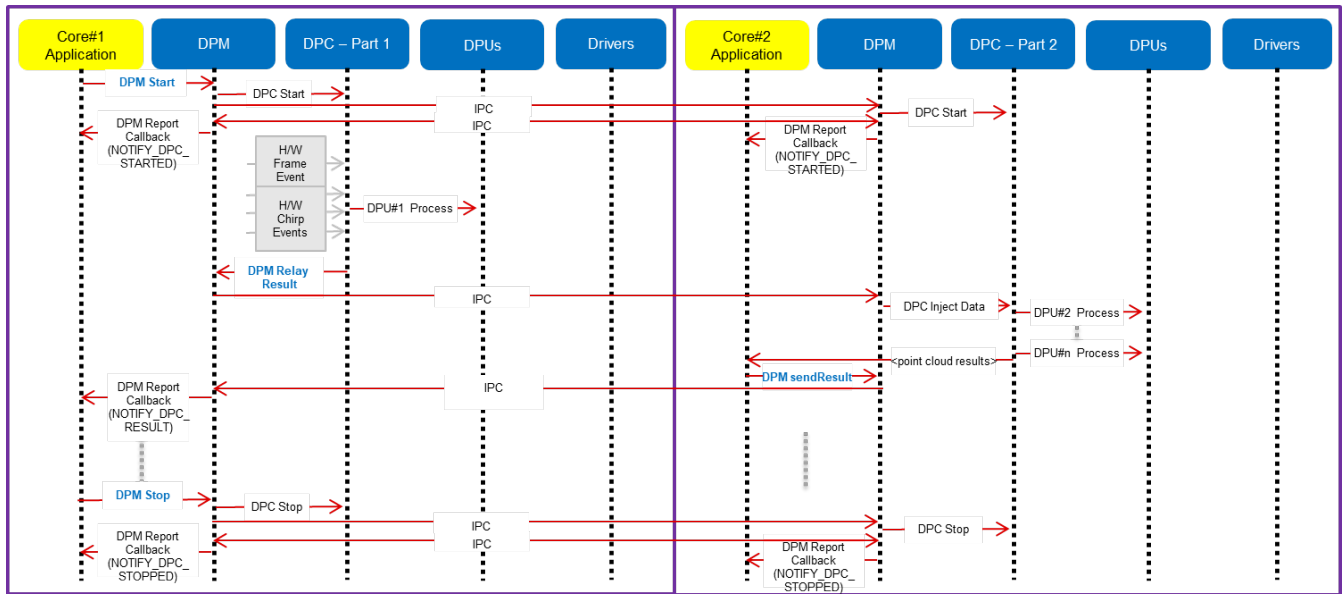 Core#1
Application
DPM
DPC – Part 1
DPUs
Drivers
Core#2
Application
DPM
DPC – Part 2
DPUs
Drivers
DPM Start
DPC Start
IPC
IPC
DPC Start
DPM Report
Callback
(NOTIFY_DPC_
STARTED)
DPM Report
Callback
(NOTIFY_DPC_
STARTED)
H/W
Frame
Event
H/W
Chirp
Events
DPU#1 Process
DPM Relay
Result
IPC
DPC Inject Data
DPU#2 Process
<point cloud results>
DPU#n Process
DPM sendResult
DPM Report
Callback
(NOTIFY_DPC_
RESULT)
IPC
DPM Stop
DPC Stop
IPC
IPC
DPC Stop
DPM Report
Callback
(NOTIFY_DPC_
STOPPED)
DPM Report
Callback
(NOTIFY_DPC_
STOPPED)